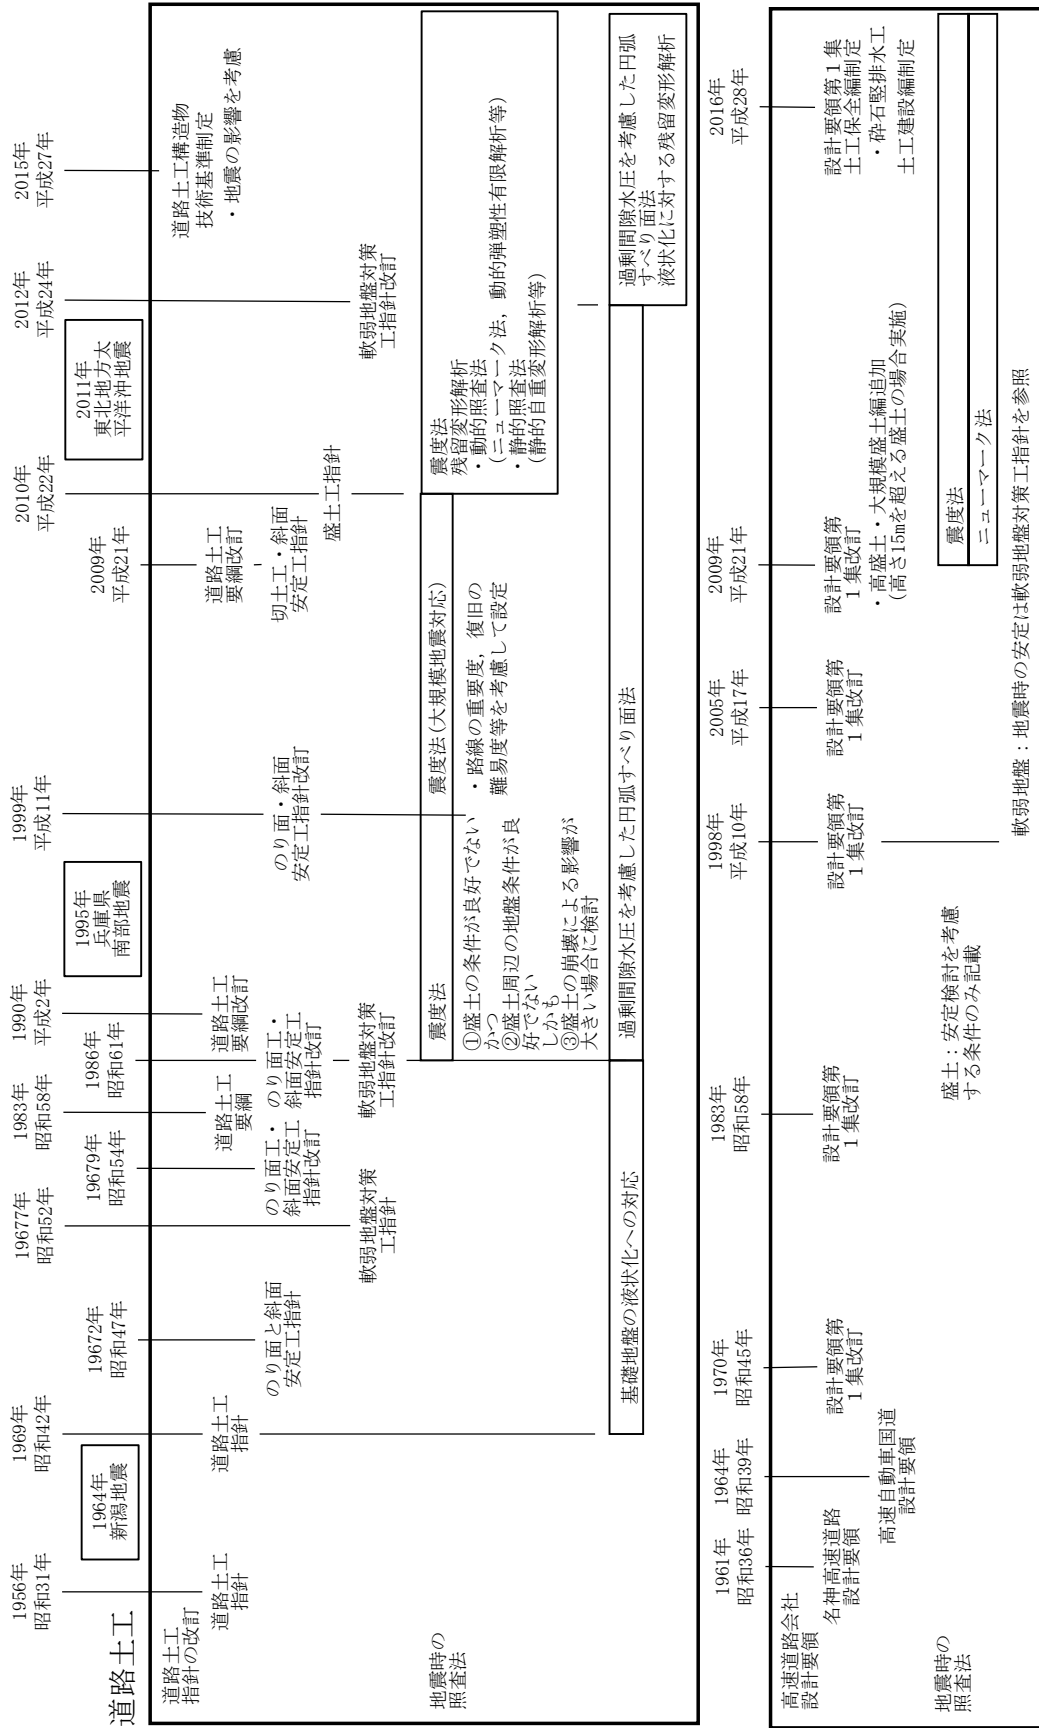 道路土工
1956年
昭和31年
1964年
新潟地震
1969年
昭和42年
19672年
昭和47年
19677年
昭和52年
19679年
昭和54年
1983年
昭和58年
1986年
昭和61年
1990年
平成2年
1995年
兵庫県
南部地震
1999年
平成11年
2009年
平成21年
2010年
平成22年
2011年
東北地方太
平洋沖地震
2012年
平成24年
2015年
平成27年
道路土工
指針の改訂
道路土工
指針
道路土工
指針
のり面と斜面
安定工指針
軟弱地盤対策
工指針
のり面工・
斜面安定工
指針改訂
道路土工
要綱
のり面工・
斜面安定工
指針改訂
軟弱地盤対策
工指針改訂
道路土工
要綱改訂
のり面・斜面
安定工指針改訂
道路土工
要綱改訂
切土工・斜面
安定工指針
盛土工指針
軟弱地盤対策
工指針改訂
道路土工構造物
技術基準制定
・地震の影響を考慮
地震時の
照査法
震度法
①盛土の条件が良好でない
かつ
②盛土周辺の地盤条件が良
好でない
しかも
③盛土の崩壊による影響が
大きい場合に検討
震度法(大規模地震対応)
・路線の重要度，復旧の
難易度等を考慮して設定
震度法
残留変形解析
・動的照査法
(ニューマーク法，動的弾塑性有限解析等)
・静的照査法
(静的自重変形解析等)
基礎地盤の液状化への対応
過剰間隙水圧を考慮した円弧すべり面法
過剰間隙水圧を考慮した円弧
すべり面法
液状化に対する残留変形解析
1961年
昭和36年
1964年
昭和39年
1970年
昭和45年
1983年
昭和58年
1998年
平成10年
2005年
平成17年
2009年
平成21年
2016年
平成28年
高速道路会社
設計要領
名神高速道路
設計要領
高速自動車国道
設計要領
設計要領第
1集改訂
設計要領第
1集改訂
設計要領第
1集改訂
設計要領第
1集改訂
設計要領第
1集改訂
・高盛土・大規模盛土編追加
(高さ15mを超える盛土の場合実施)
設計要領第1集
土工保全編制定
・砕石竪排水工
土工建設編制定
地震時の
照査法
盛土：安定検討を考慮
する条件のみ記載
震度法
ニューマーク法
軟弱地盤：地震時の安定は軟弱地盤対策工指針を参照